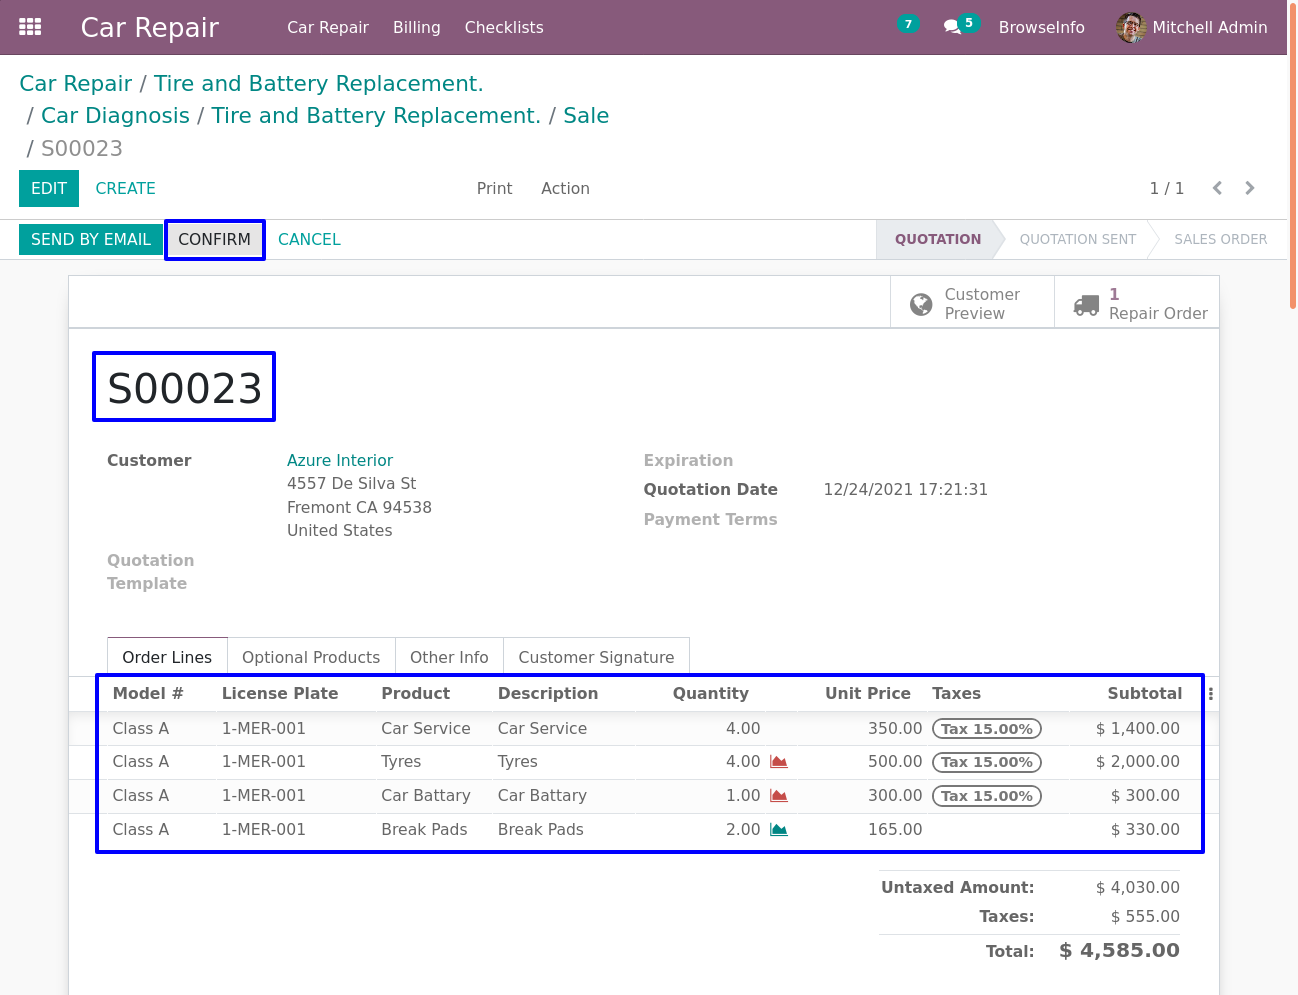 Car Repair Car Repair Billing Checklists 7 5 BrowseInfo Mitchell Admin
Car Repair / Tire and Battery Replacement.
/ Car Diagnosis / Tire and Battery Replacement. / Sale
/ S00023
EDIT CREATE Print Action 1 / 1
SEND BY EMAIL CONFIRM CANCEL QUOTATION QUOTATION SENT SALES ORDER
Customer Preview
1 Repair Order
S00023
Customer Azure Interior
4557 De Silva St
Fremont CA 94538
United States
Expiration
Quotation Date 12/24/2021 17:21:31
Payment Terms
Quotation
Template
Order Lines Optional Products Other Info Customer Signature
Model # License Plate Product Description Quantity Unit Price Taxes Subtotal
Class A 1-MER-001 Car Service Car Service 4.00 350.00 Tax 15.00% $ 1,400.00
Class A 1-MER-001 Tyres Tyres 4.00 500.00 Tax 15.00% $ 2,000.00
Class A 1-MER-001 Car Battary Car Battary 1.00 300.00 Tax 15.00% $ 300.00
Class A 1-MER-001 Break Pads Break Pads 2.00 165.00 $ 330.00
Untaxed Amount: $ 4,030.00
Taxes: $ 555.00
Total: $ 4,585.00